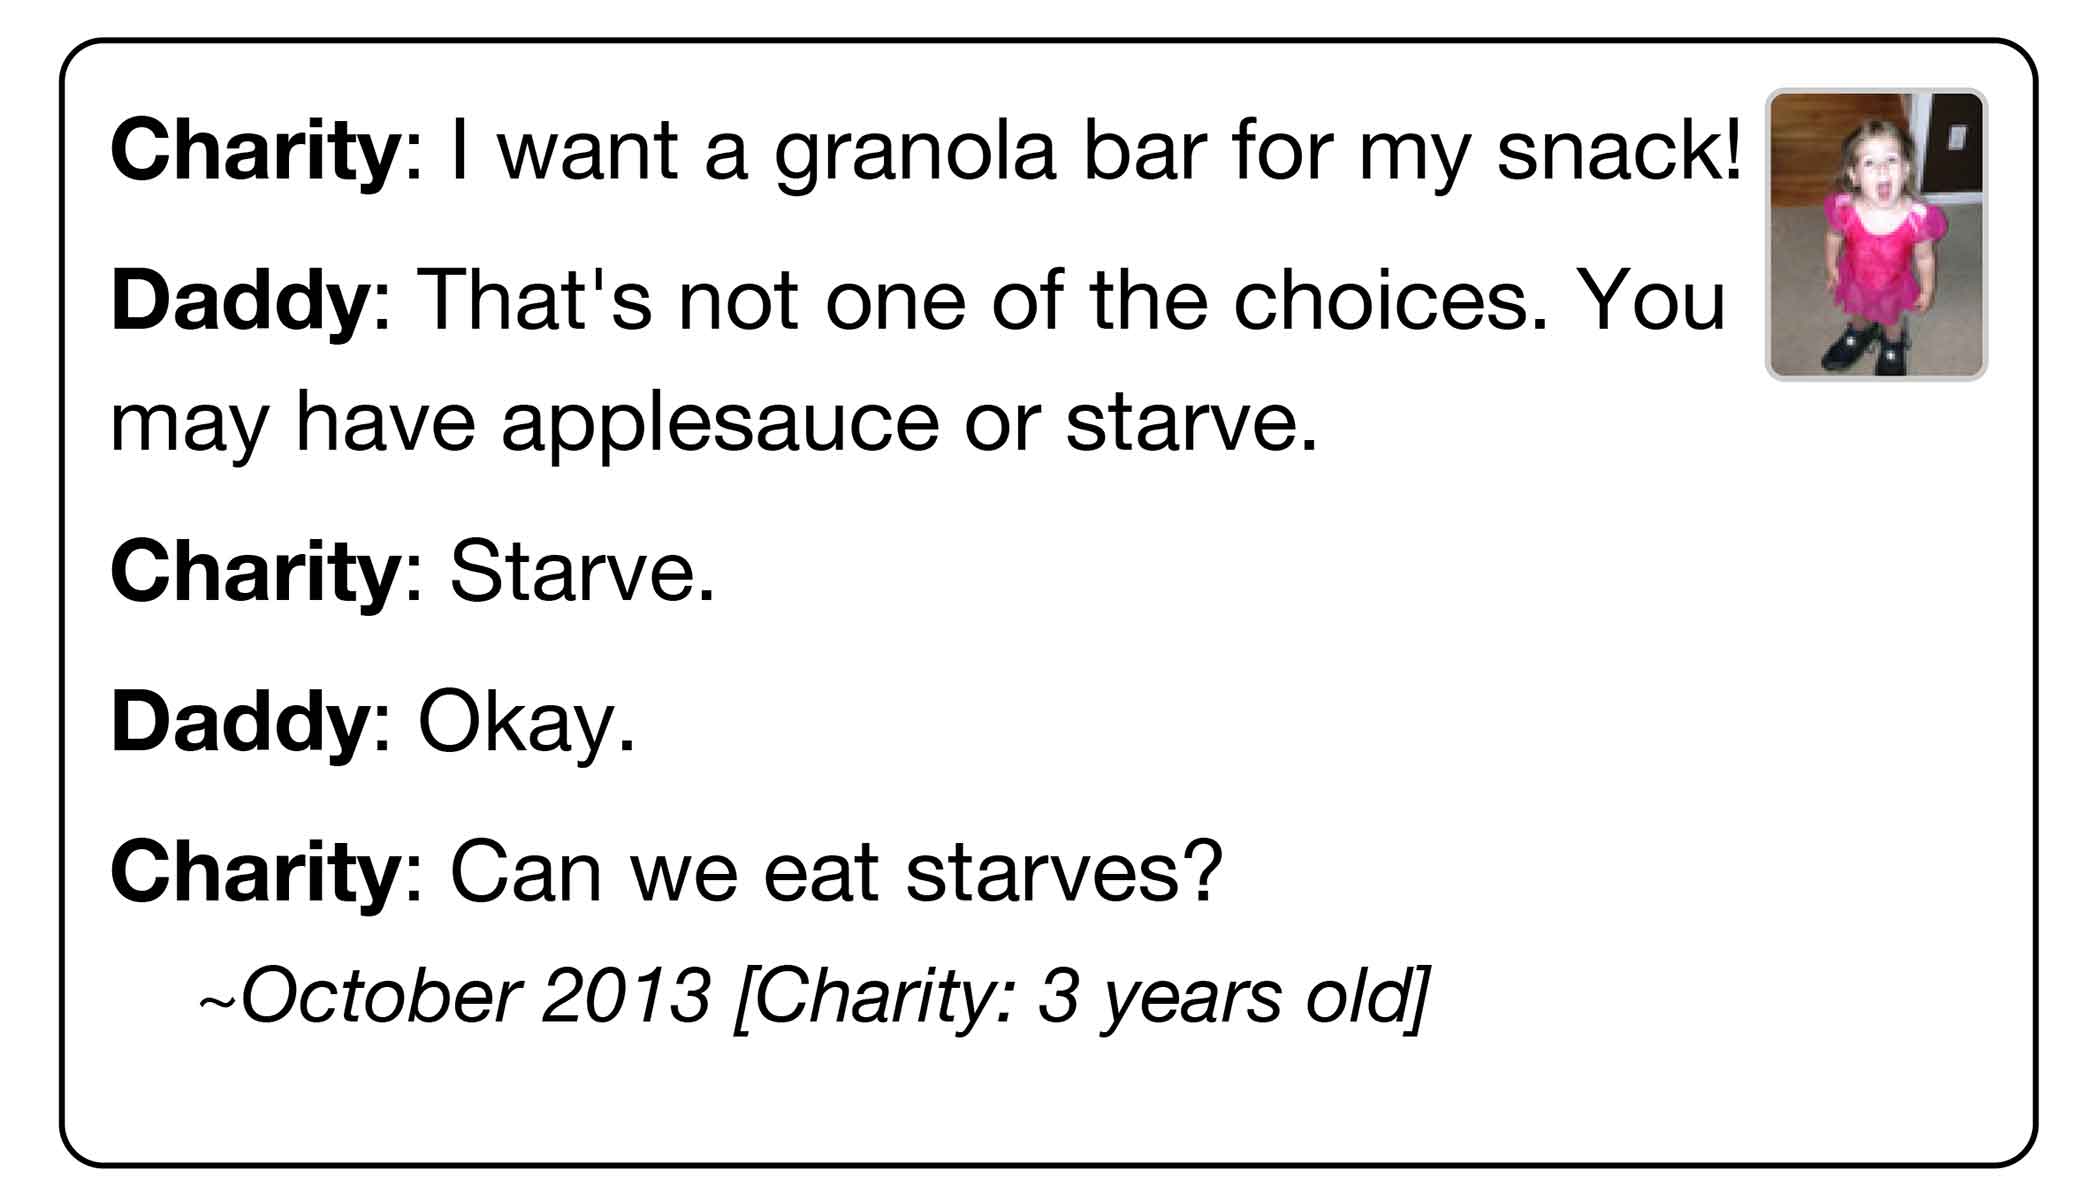 Charity: I want a granola bar for my snack!
Daddy: That's not one of the choices. You
may have applesauce or starve.
Charity: Starve.
Daddy: Okay.
Charity: Can we eat starves?
~October 2013 [Charity: 3 years old]